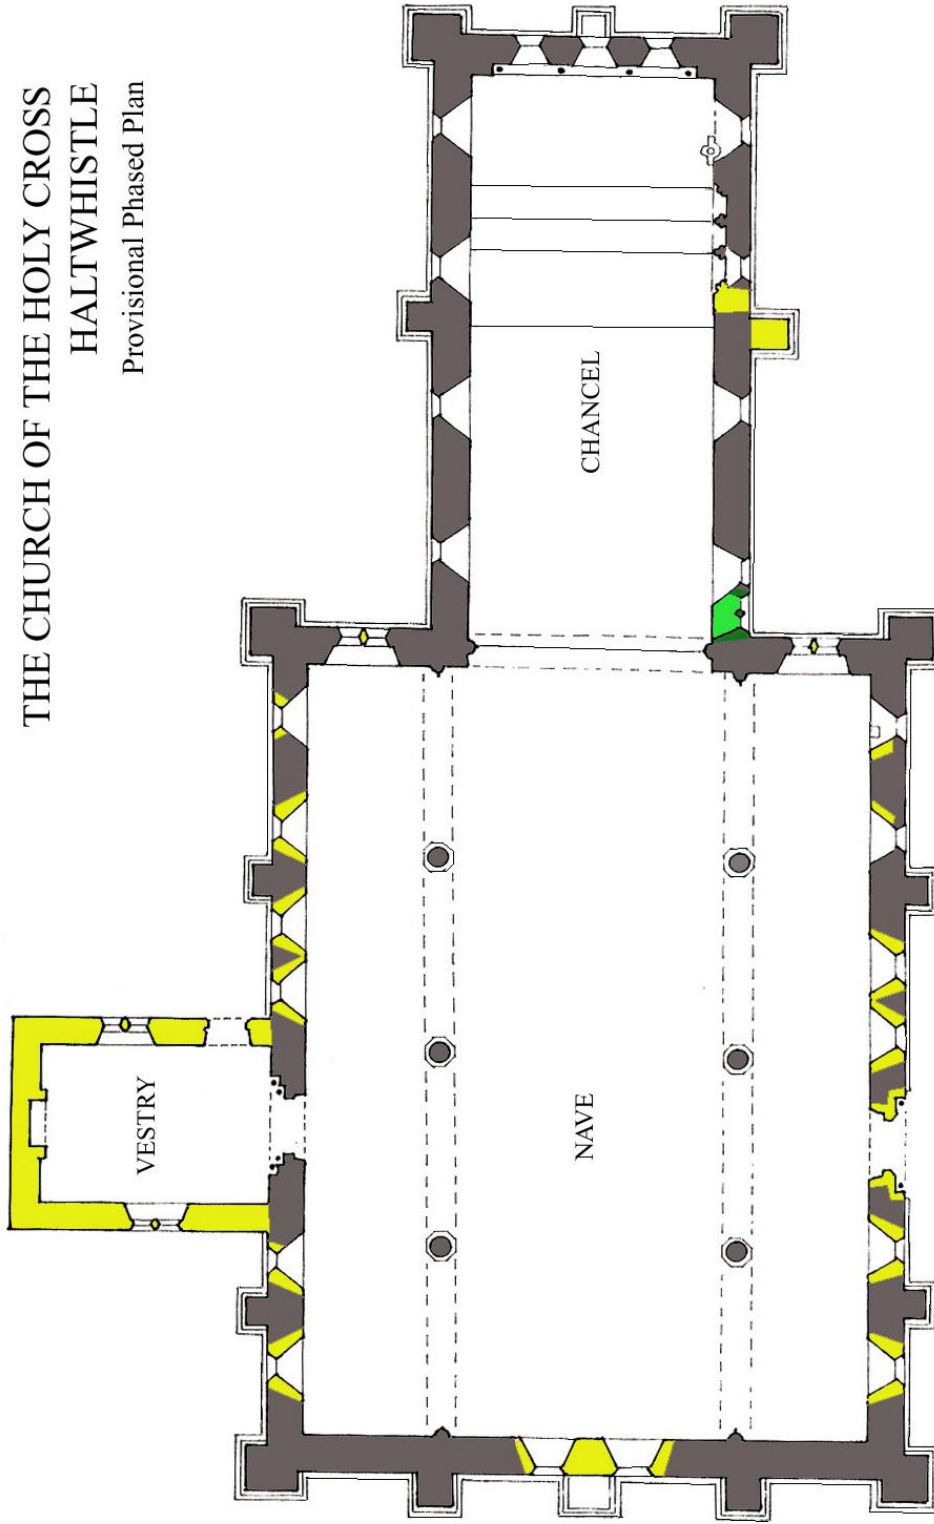 THE CHURCH OF THE HOLY CROSS
HALTWHISTLE
Provisional Phased Plan
VESTRY
NAVE
CHANCEL